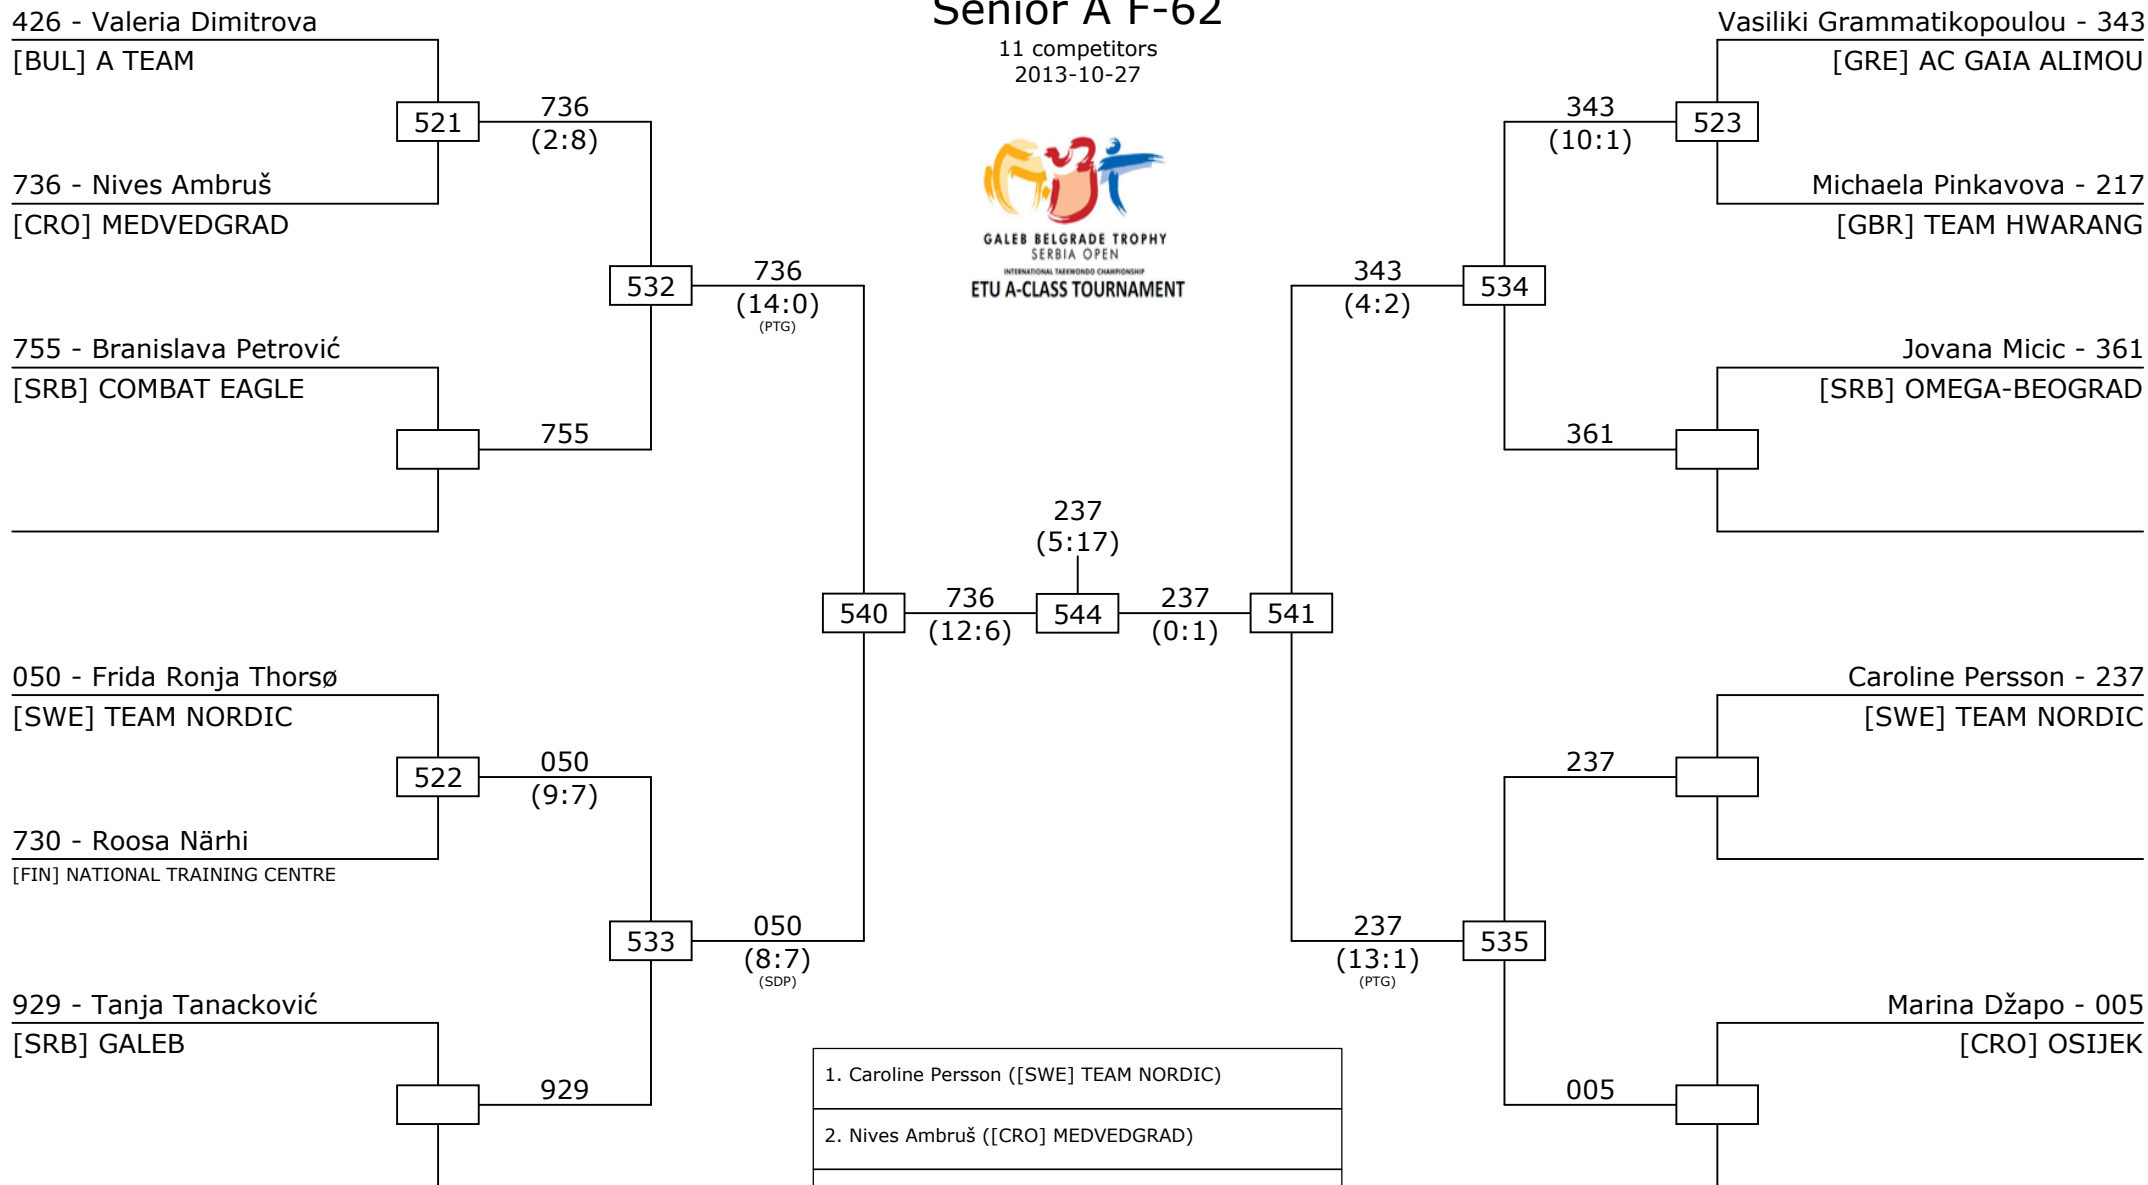 Senior A F-62
11 competitors
2013-10-27
GALEB BELGRADE TROPHY
SERBIA OPEN
INTERNATIONAL TAEKWONDO CHAMPIONSHIP
ETU A-CLASS TOURNAMENT
426 - Valeria Dimitrova
[BUL] A TEAM
521
736
(2:8)
736 - Nives Ambruš
[CRO] MEDVEDGRAD
532
736
(14:0)
(PTG)
755 - Branislava Petrović
[SRB] COMBAT EAGLE
755
050 - Frida Ronja Thorsø
[SWE] TEAM NORDIC
522
050
(9:7)
730 - Roosa Närhi
[FIN] NATIONAL TRAINING CENTRE
533
050
(8:7)
(SDP)
929 - Tanja Tanacković
[SRB] GALEB
929
540
736
(12:6)
237
(5:17)
544
237
(0:1)
541
Vasiliki Grammatikopoulou - 343
[GRE] AC GAIA ALIMOU
343
(10:1)
523
Michaela Pinkavova - 217
[GBR] TEAM HWARANG
343
(4:2)
534
Jovana Micic - 361
[SRB] OMEGA-BEOGRAD
361
Caroline Persson - 237
[SWE] TEAM NORDIC
237
237
(13:1)
(PTG)
535
Marina Džapo - 005
[CRO] OSIJEK
005
1. Caroline Persson ([SWE] TEAM NORDIC)
2. Nives Ambruš ([CRO] MEDVEDGRAD)